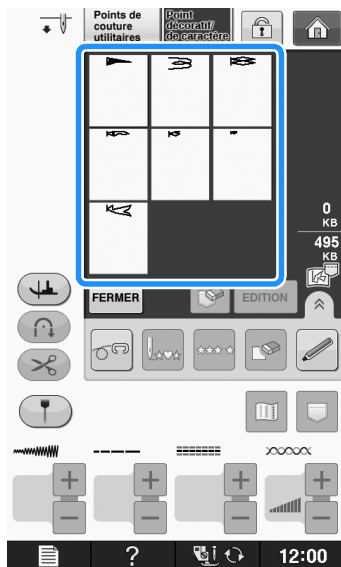 Points de
couture
utilitaires
Point
décoratif/
de caractère
0
KB
495
KB
FERMER
EDITION
?
12:00